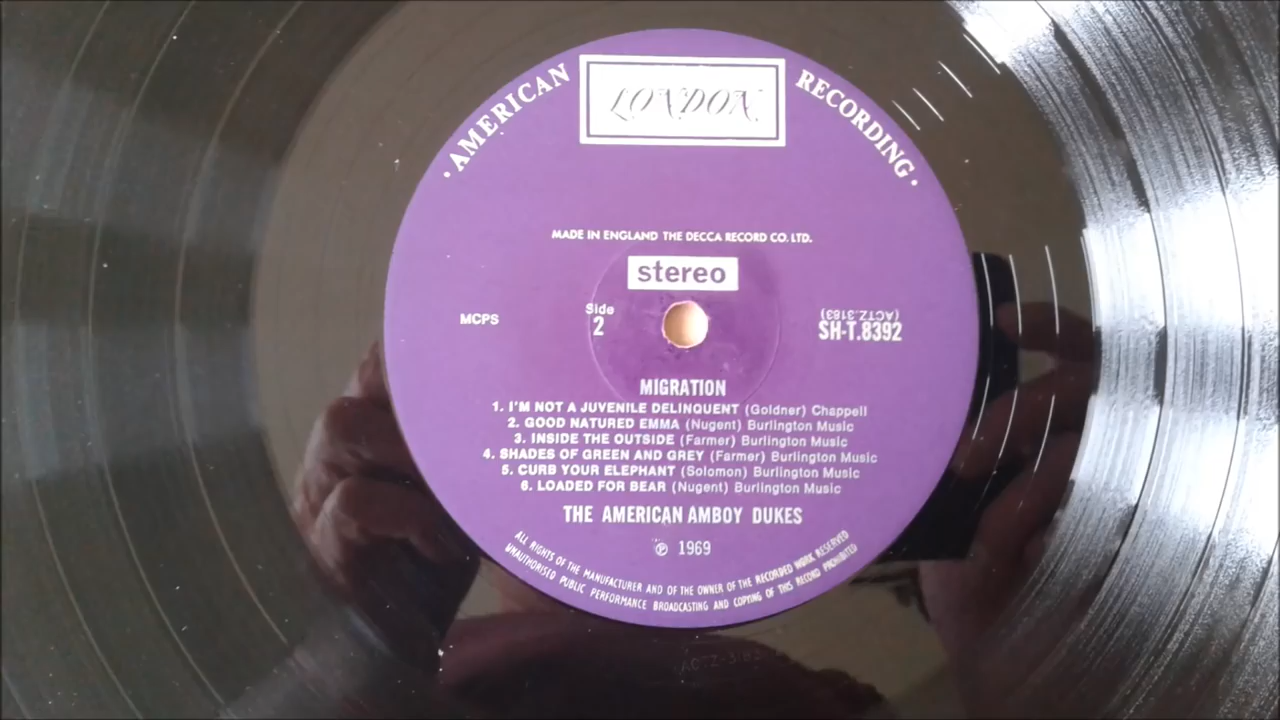 · AMERICAN RECORDING ·
LONDON
MADE IN ENGLAND THE DECCA RECORD CO. LTD.
stereo
MCPS
Side
2
(ACTZ.3183)
SH-T.8392
MIGRATION
1. I'M NOT A JUVENILE DELINQUENT (Goldner) Chappell
2. GOOD NATURED EMMA (Nugent) Burlington Music
3. INSIDE THE OUTSIDE (Farmer) Burlington Music
4. SHADES OF GREEN AND GREY (Farmer) Burlington Music
5. CURB YOUR ELEPHANT (Solomon) Burlington Music
6. LOADED FOR BEAR (Nugent) Burlington Music
THE AMERICAN AMBOY DUKES
℗ 1969
ALL RIGHTS OF THE MANUFACTURER AND OF THE OWNER OF THE RECORDED WORK RESERVED
UNAUTHORISED PUBLIC PERFORMANCE BROADCASTING AND COPYING OF THIS RECORD PROHIBITED